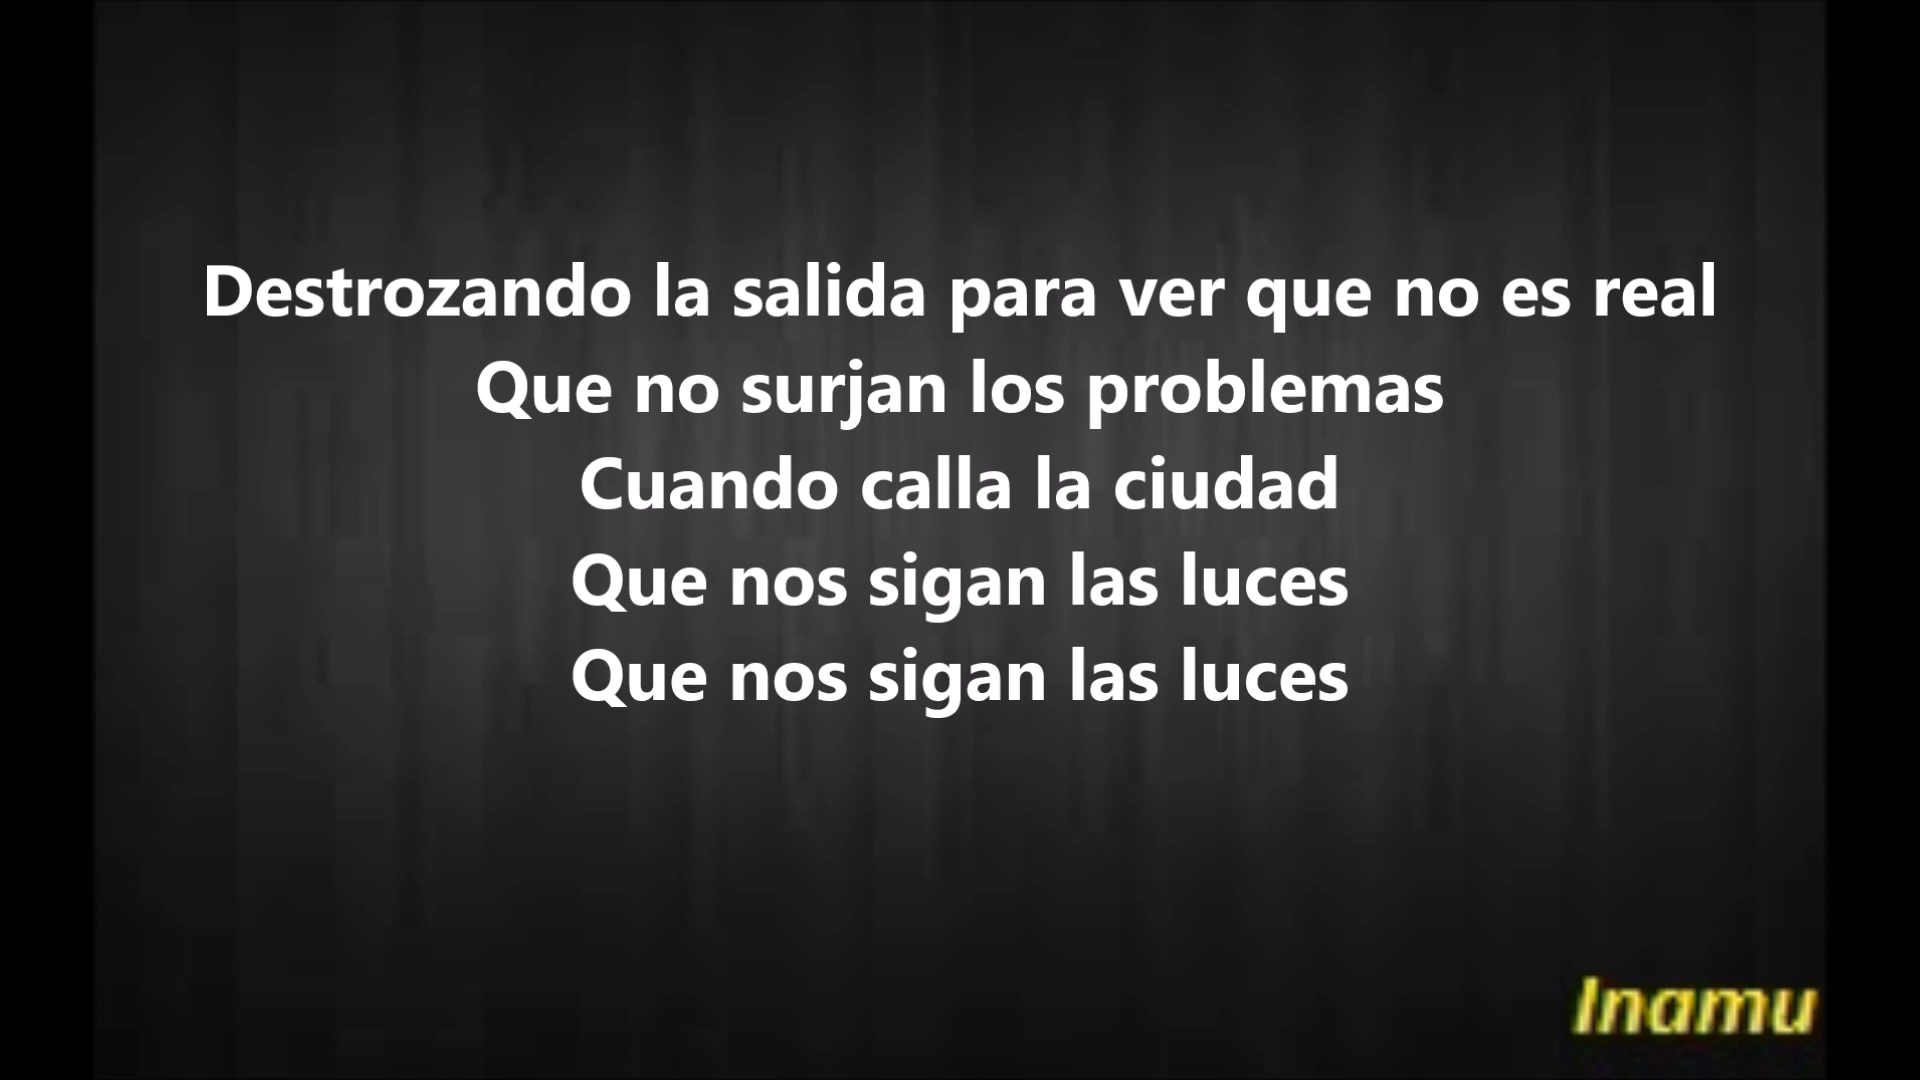 Destrozando la salida para ver que no es real
Que no surjan los problemas
Cuando calla la ciudad
Que nos sigan las luces
Que nos sigan las luces
Inamu